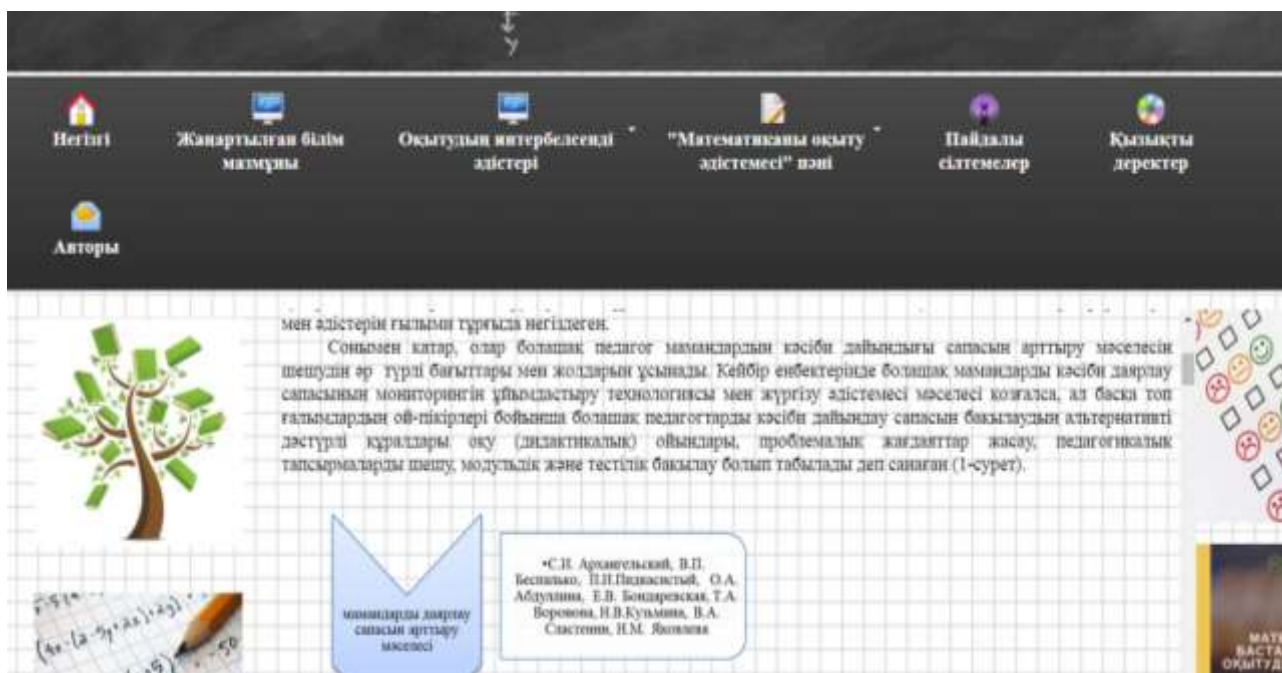 Негізгі
Жаңартылған білім
мазмұны
Оқытудың интербелсенді
әдістері
"Математиканы оқыту
әдістемесі" пәні
Пайдалы
сілтемелер
Қызықты
деректер
Авторы
мен әдістерін ғылыми тұрғыда негіздеген.
Сонымен қатар, олар болашақ педагог мамандардың кәсіби дайындығы сапасын арттыру мәселесін
шешудің әр түрлі бағыттары мен жолдарын ұсынады. Кейбір еңбектерінде болашақ мамандарды кәсіби даярлау
сапасының мониторингін ұйымдастыру технологиясы мен жүргізу әдістемесі мәселесі қозғалса, ал басқа топ
ғалымдардың ой-пікірлері бойынша болашақ педагогтарды кәсіби дайындау сапасын бақылаудың альтернативті
дәстүрлі құралдары оқу (дидактикалық) ойындары, проблемалық жағдаяттар жасау, педагогикалық
тапсырмаларды шешу, модульдік және тестілік бақылау болып табылады деп санаған (1-сурет).
мамандарды даярлау
сапасын арттыру
мәселесі
•С.И. Архангельский, В.П.
Беспалько, П.И.Пидкасистый, О.А.
Абдуллина, Е.В. Бондаревская, Т.А.
Воронова, Н.В.Кузьмина, В.А.
Сластенин, Н.М. Яковлева